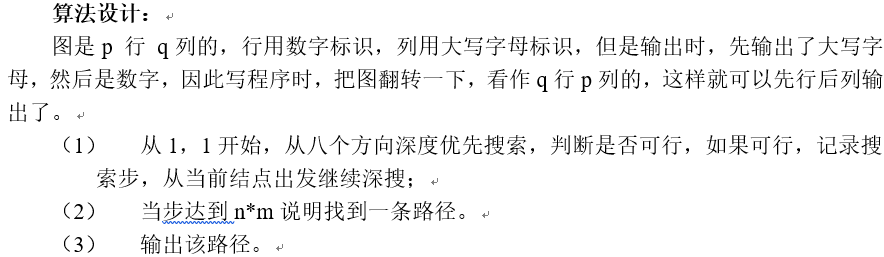 算法设计：
图是 p 行 q 列的，行用数字标识，列用大写字母标识，但是输出时，先输出了大写字
母，然后是数字，因此写程序时，把图翻转一下，看作 q 行 p 列的，这样就可以先行后列输
出了。
（1） 从 1，1 开始，从八个方向深度优先搜索，判断是否可行，如果可行，记录搜
索步，从当前结点出发继续深搜；
（2） 当步达到 n*m 说明找到一条路径。
（3） 输出该路径。